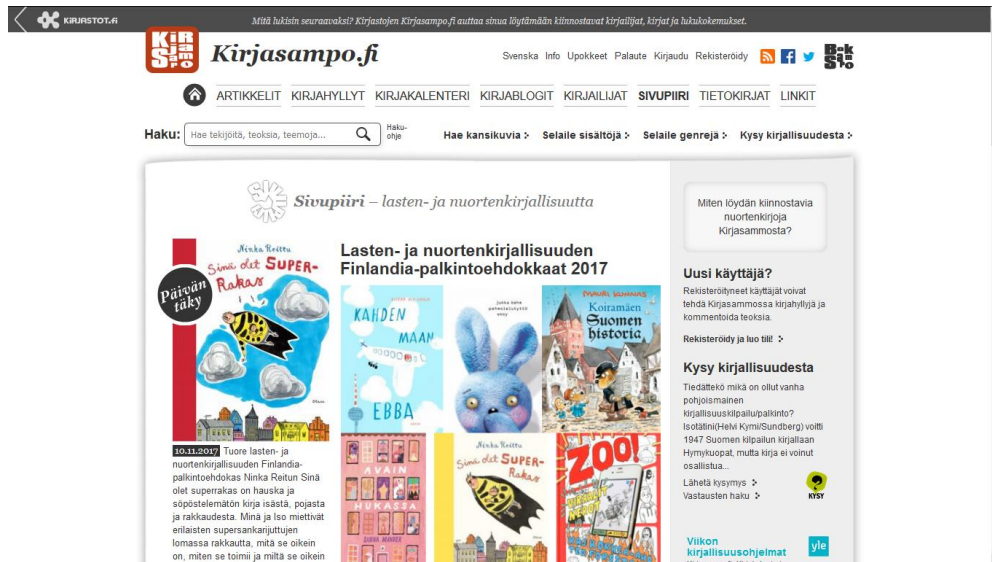 KIRJASTOT.FI
Mitä lukisin seuraavaksi? Kirjastojen Kirjasampo.fi auttaa sinua löytämään kiinnostavat kirjailijat, kirjat ja lukukokemukset.
Kirjasampo.fi
Svenska Info Upokkeet Palaute Kirjaudu Rekisteröidy
ARTIKKELIT KIRJAHYLLYT KIRJAKALENTERI KIRJABLOGIT KIRJAILIJAT SIVUPIIRI TIETOKIRJAT LINKIT
Haku: Hae tekijöitä, teoksia, teemoja...
Haku-
ohje
Hae kansikuvia Selaile sisältöjä Selaile genrejä Kysy kirjallisuudesta
Sivupiiri – lasten- ja nuortenkirjallisuutta
Päivän
täky
Ninka Reittu
Sinä olet SUPER-
Rakas
10.11.2017 Tuore lasten- ja
nuortenkirjallisuuden Finlandia-
palkintoehdokas Ninka Reitun Sinä
olet superrakas on hauska ja
söpöstelemätön kirja isästä, pojasta
ja rakkaudesta. Minä ja Iso miettivät
erilaisten supersankarijuttujen
lomassa rakkautta, mitä se oikein
on, miten se toimii ja miltä se oikein
Lasten- ja nuortenkirjallisuuden
Finlandia-palkintoehdokkaat 2017
KAHDEN
MAAN
EBBA
MAURI KUNNAS
Koiramäen
Suomen
historia
AVAIN
HUKASSA
Ninka Reittu
Sinä olet SUPER-
Rakas
ZOO!
Miten löydän kiinnostavia
nuortenkirjoja
Kirjasammosta?
Uusi käyttäjä?
Rekisteröityneet käyttäjät voivat
tehdä Kirjasammossa kirjahyllyjä ja
kommentoida teoksia.
Rekisteröidy ja luo tili!
Kysy kirjallisuudesta
Tiedättekö mikä on ollut vanha
pohjoismainen
kirjallisuuskilpailu/palkinto?
Isotätini(Helvi Kymi/Sundberg) voitti
1947 Suomen kilpailun kirjallaan
Hymykuopat, mutta kirja ei voinut
osallistua...
Lähetä kysymys
Vastausten haku
KYSY
Viikon
kirjallisuusohjelmat
yle